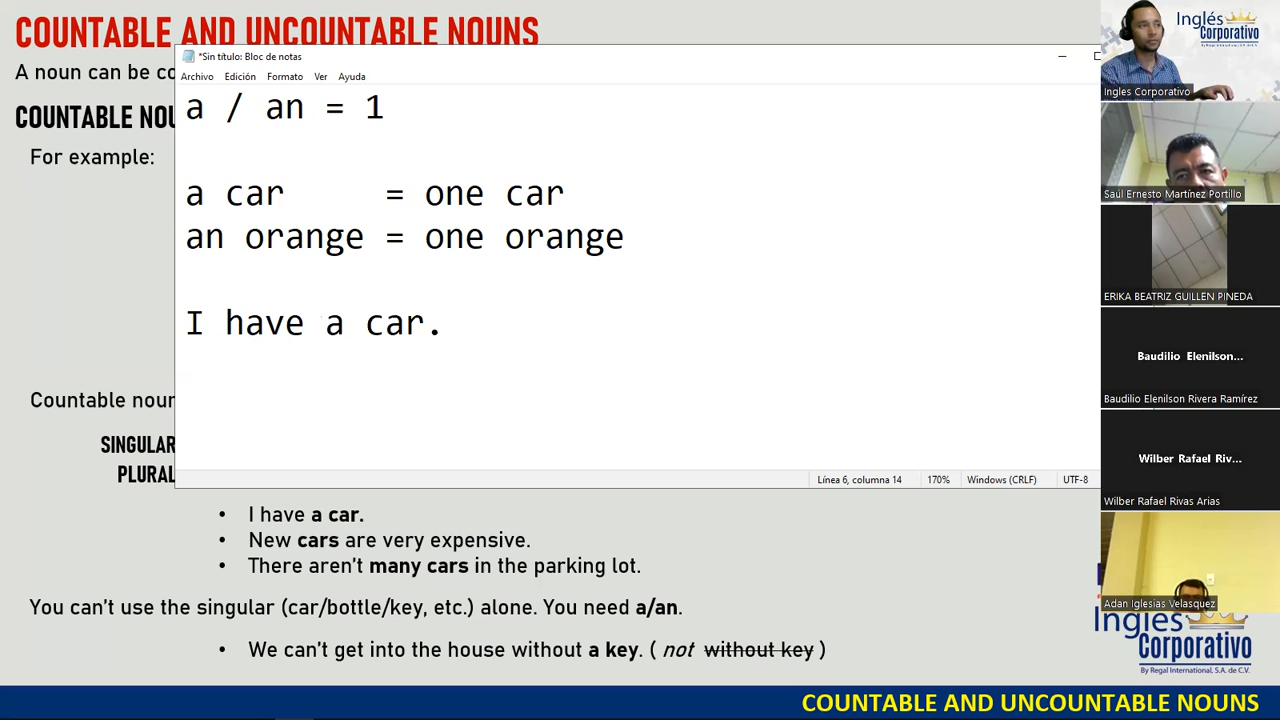 COUNTABLE AND UNCOUNTABLE NOUNS
A noun can be co
COUNTABLE NOU
For example:
*Sin título: Bloc de notas
Archivo Edición Formato Ver Ayuda
a / an = 1
a car = one car
an orange = one orange
I have a car.
Línea 6, columna 14 170% Windows (CRLF) UTF-8
Countable nour
SINGULAR
PLURAL
• I have a car.
• New cars are very expensive.
• There aren't many cars in the parking lot.
You can't use the singular (car/bottle/key, etc.) alone. You need a/an.
• We can't get into the house without a key. ( not without key )
COUNTABLE AND UNCOUNTABLE NOUNS
Inglés
Corporativo
By Regal International, S.A. de C.V.
Ingles Corporativo
Saúl Ernesto Martínez Portillo
ERIKA BEATRIZ GUILLEN PINEDA
Baudilio Elenilson...
Baudilio Elenilson Rivera Ramírez
Wilber Rafael Riv...
Wilber Rafael Rivas Arias
Adan Iglesias Velasquez
Inglés
Corporativo
By Regal International, S.A. de C.V.